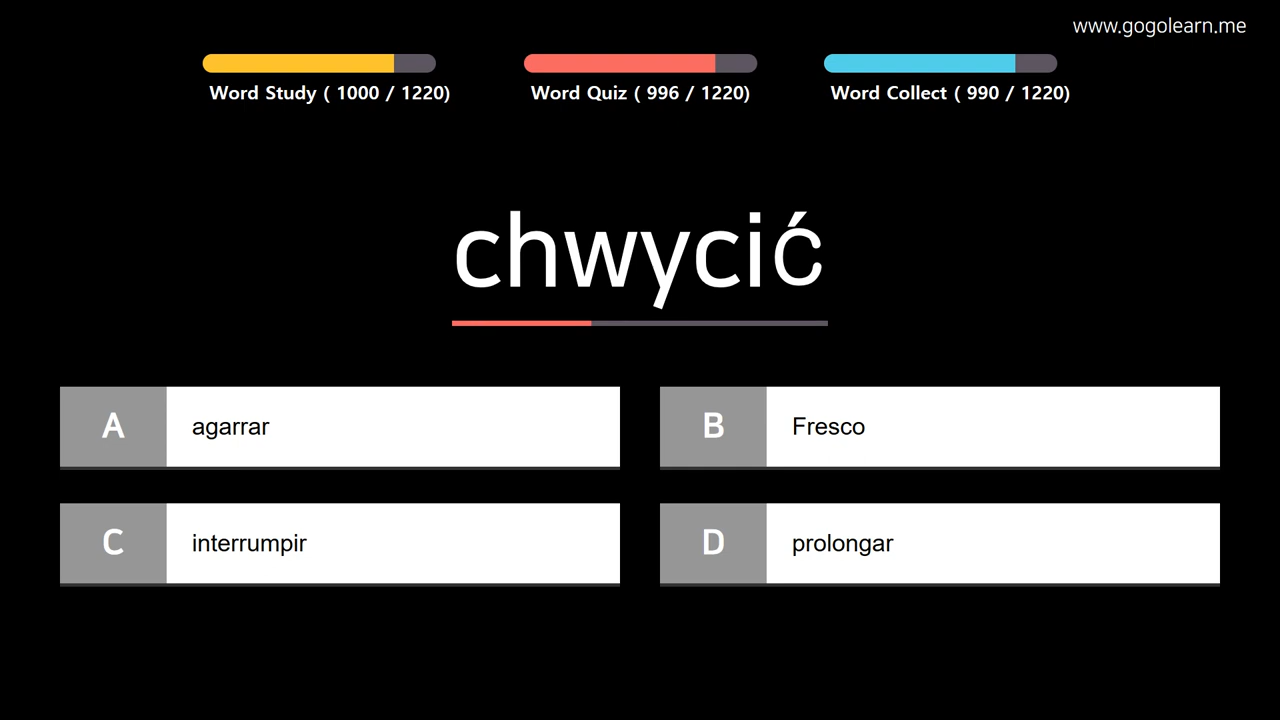 www.gogolearn.me
Word Study ( 1000 / 1220)
Word Quiz ( 996 / 1220)
Word Collect ( 990 / 1220)
chwycić
A agarrar
B Fresco
C interrumpir
D prolongar